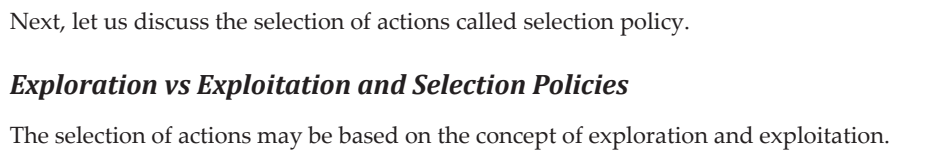 Next, let us discuss the selection of actions called selection policy.
Exploration vs Exploitation and Selection Policies
The selection of actions may be based on the concept of exploration and exploitation.